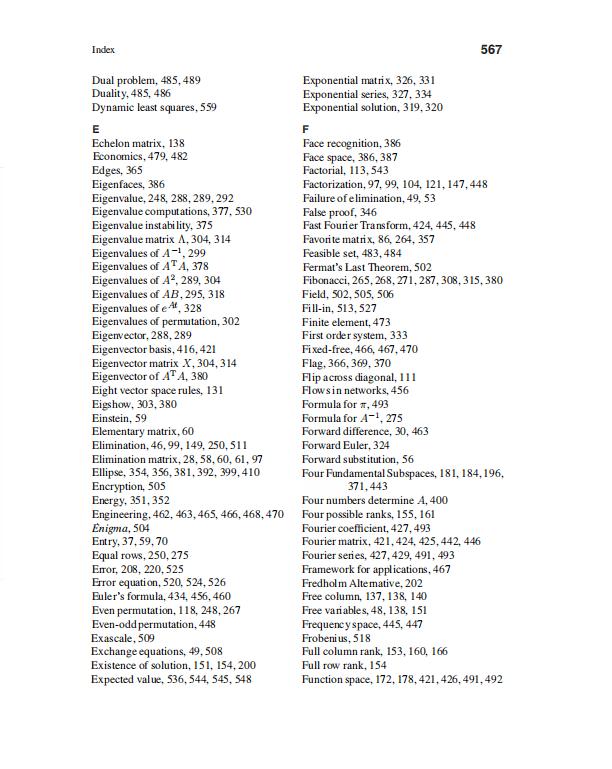 Index
567
Dual problem, 485, 489
Duality, 485, 486
Dynamic least squares, 559
E
Echelon matrix, 138
Economics, 479, 482
Edges, 365
Eigenfaces, 386
Eigenvalue, 248, 288, 289, 292
Eigenvalue computations, 377, 530
Eigenvalue instability, 375
Eigenvalue matrix Λ, 304, 314
Eigenvalues of A⁻¹, 299
Eigenvalues of AᵀA, 378
Eigenvalues of A², 289, 304
Eigenvalues of AB, 295, 318
Eigenvalues of eᴬᵗ, 328
Eigenvalues of permutation, 302
Eigenvector, 288, 289
Eigenvector basis, 416, 421
Eigenvector matrix X, 304, 314
Eigenvector of AᵀA, 380
Eight vector space rules, 131
Eigshow, 303, 380
Einstein, 59
Elementary matrix, 60
Elimination, 46, 99, 149, 250, 511
Elimination matrix, 28, 58, 60, 61, 97
Ellipse, 354, 356, 381, 392, 399, 410
Encryption, 505
Energy, 351, 352
Engineering, 462, 463, 465, 466, 468, 470
Enigma, 504
Entry, 37, 59, 70
Equal rows, 250, 275
Error, 208, 220, 525
Error equation, 520, 524, 526
Euler's formula, 434, 456, 460
Even permutation, 118, 248, 267
Even-odd permutation, 448
Exascale, 509
Exchange equations, 49, 508
Existence of solution, 151, 154, 200
Expected value, 536, 544, 545, 548
Exponential matrix, 326, 331
Exponential series, 327, 334
Exponential solution, 319, 320
F
Face recognition, 386
Face space, 386, 387
Factorial, 113, 543
Factorization, 97, 99, 104, 121, 147, 448
Failure of elimination, 49, 53
False proof, 346
Fast Fourier Transform, 424, 445, 448
Favorite matrix, 86, 264, 357
Feasible set, 483, 484
Fermat's Last Theorem, 502
Fibonacci, 265, 268, 271, 287, 308, 315, 380
Field, 502, 505, 506
Fill-in, 513, 527
Finite element, 473
First order system, 333
Fixed-free, 466, 467, 470
Flag, 366, 369, 370
Flip across diagonal, 111
Flows in networks, 456
Formula for π, 493
Formula for A⁻¹, 275
Forward difference, 30, 463
Forward Euler, 324
Forward substitution, 56
Four Fundamental Subspaces, 181, 184, 196,
371, 443
Four numbers determine A, 400
Four possible ranks, 155, 161
Fourier coefficient, 427, 493
Fourier matrix, 421, 424, 425, 442, 446
Fourier series, 427, 429, 491, 493
Framework for applications, 467
Fredholm Alternative, 202
Free column, 137, 138, 140
Free variables, 48, 138, 151
Frequency space, 445, 447
Frobenius, 518
Full column rank, 153, 160, 166
Full row rank, 154
Function space, 172, 178, 421, 426, 491, 492